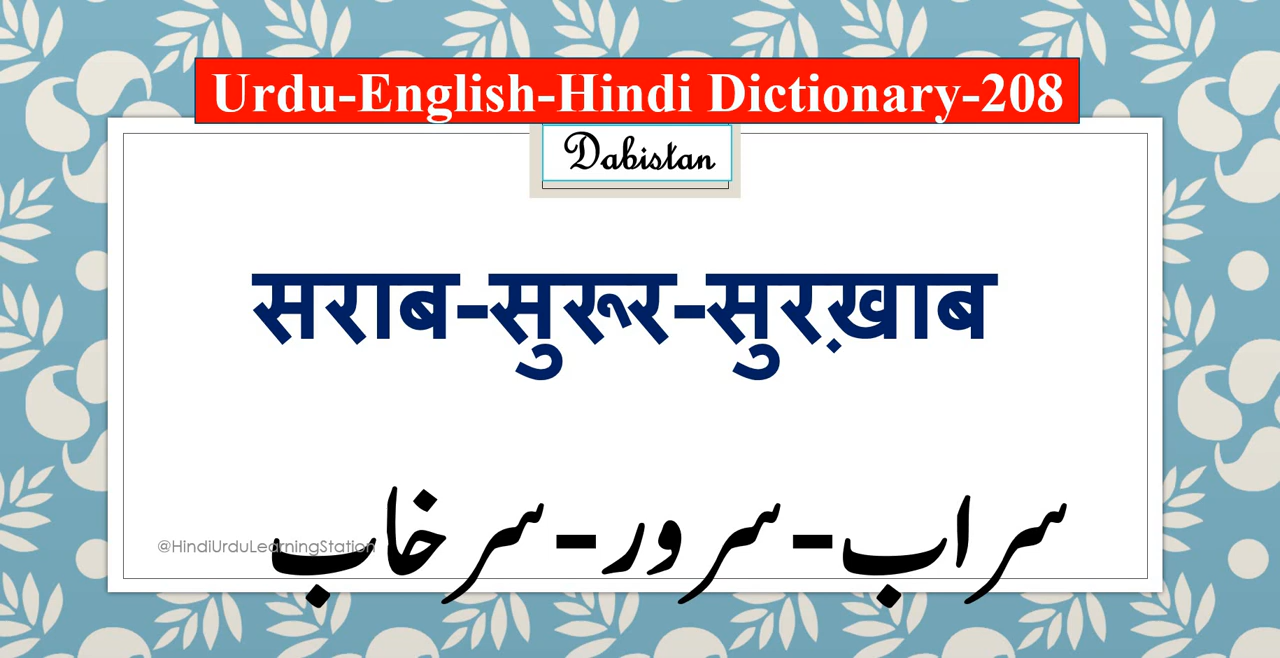 Urdu-English-Hindi Dictionary-208
Dabistan
सराब-सुरूर-सुरख़ाब
سراب-سرور-سرخاب
@HindiUrduLearningStation